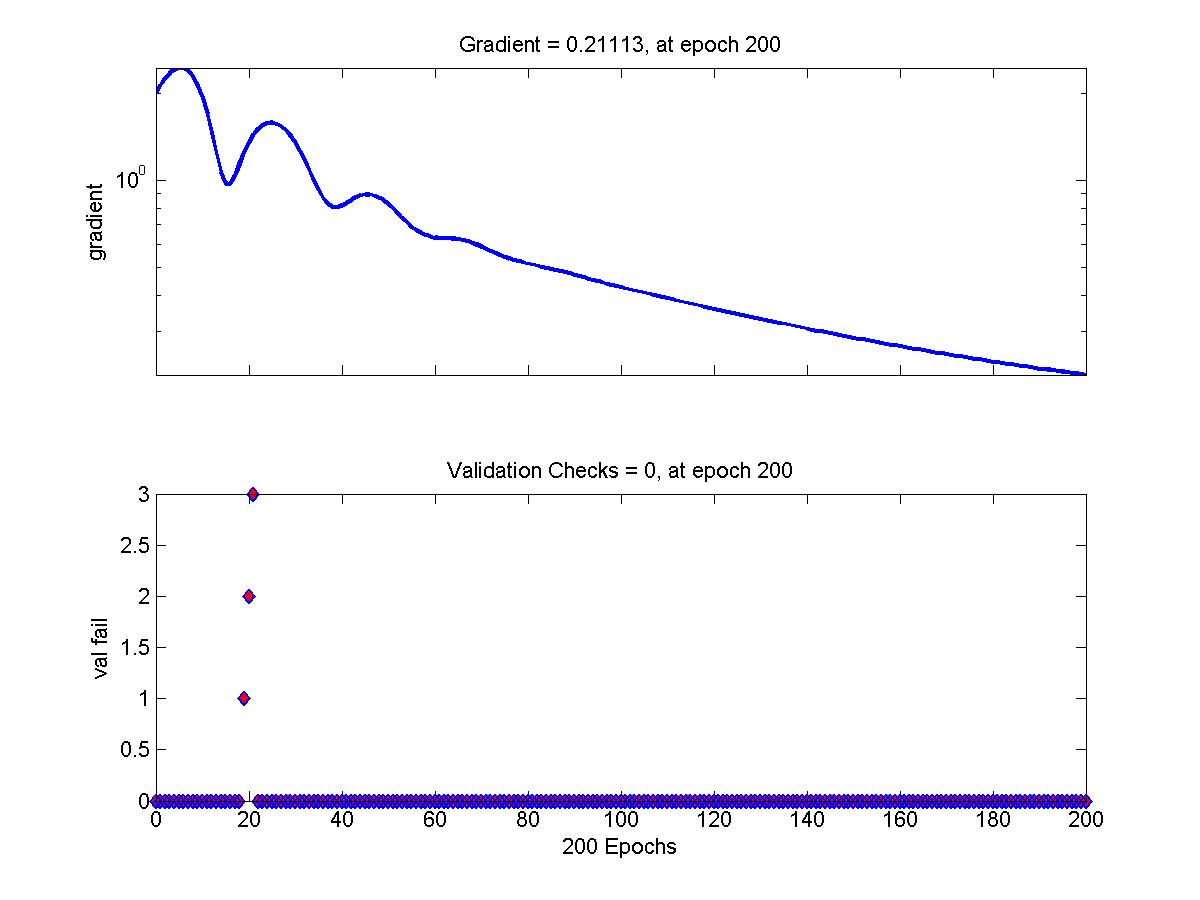 Gradient = 0.21113, at epoch 200
10^0
gradient
Validation Checks = 0, at epoch 200
3
2.5
2
1.5
1
0.5
0
val fail
0 20 40 60 80 100 120 140 160 180 200
200 Epochs